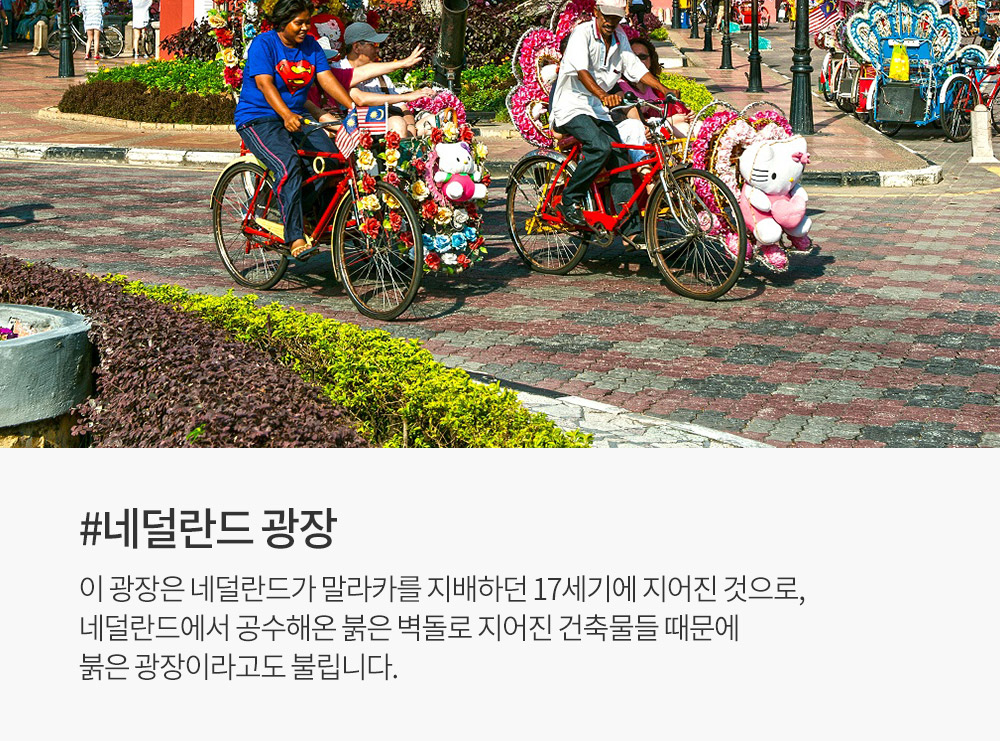 #네덜란드 광장
이 광장은 네덜란드가 말라카를 지배하던 17세기에 지어진 것으로,
네덜란드에서 공수해온 붉은 벽돌로 지어진 건축물들 때문에
붉은 광장이라고도 불립니다.